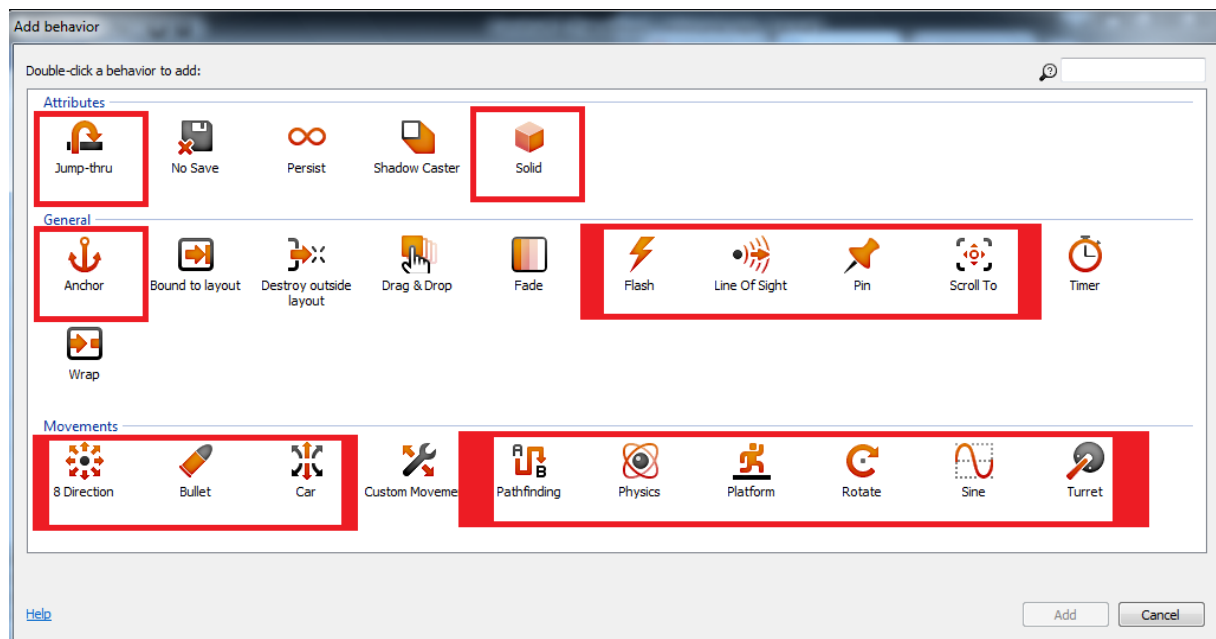 Add behavior
Double-click a behavior to add:
Attributes
Jump-thru No Save Persist Shadow Caster Solid
General
Anchor Bound to layout Destroy outside layout Drag & Drop Fade Flash Line Of Sight Pin Scroll To Timer
Wrap
Movements
8 Direction Bullet Car Custom Moveme Pathfinding Physics Platform Rotate Sine Turret
A
B
Help Add Cancel